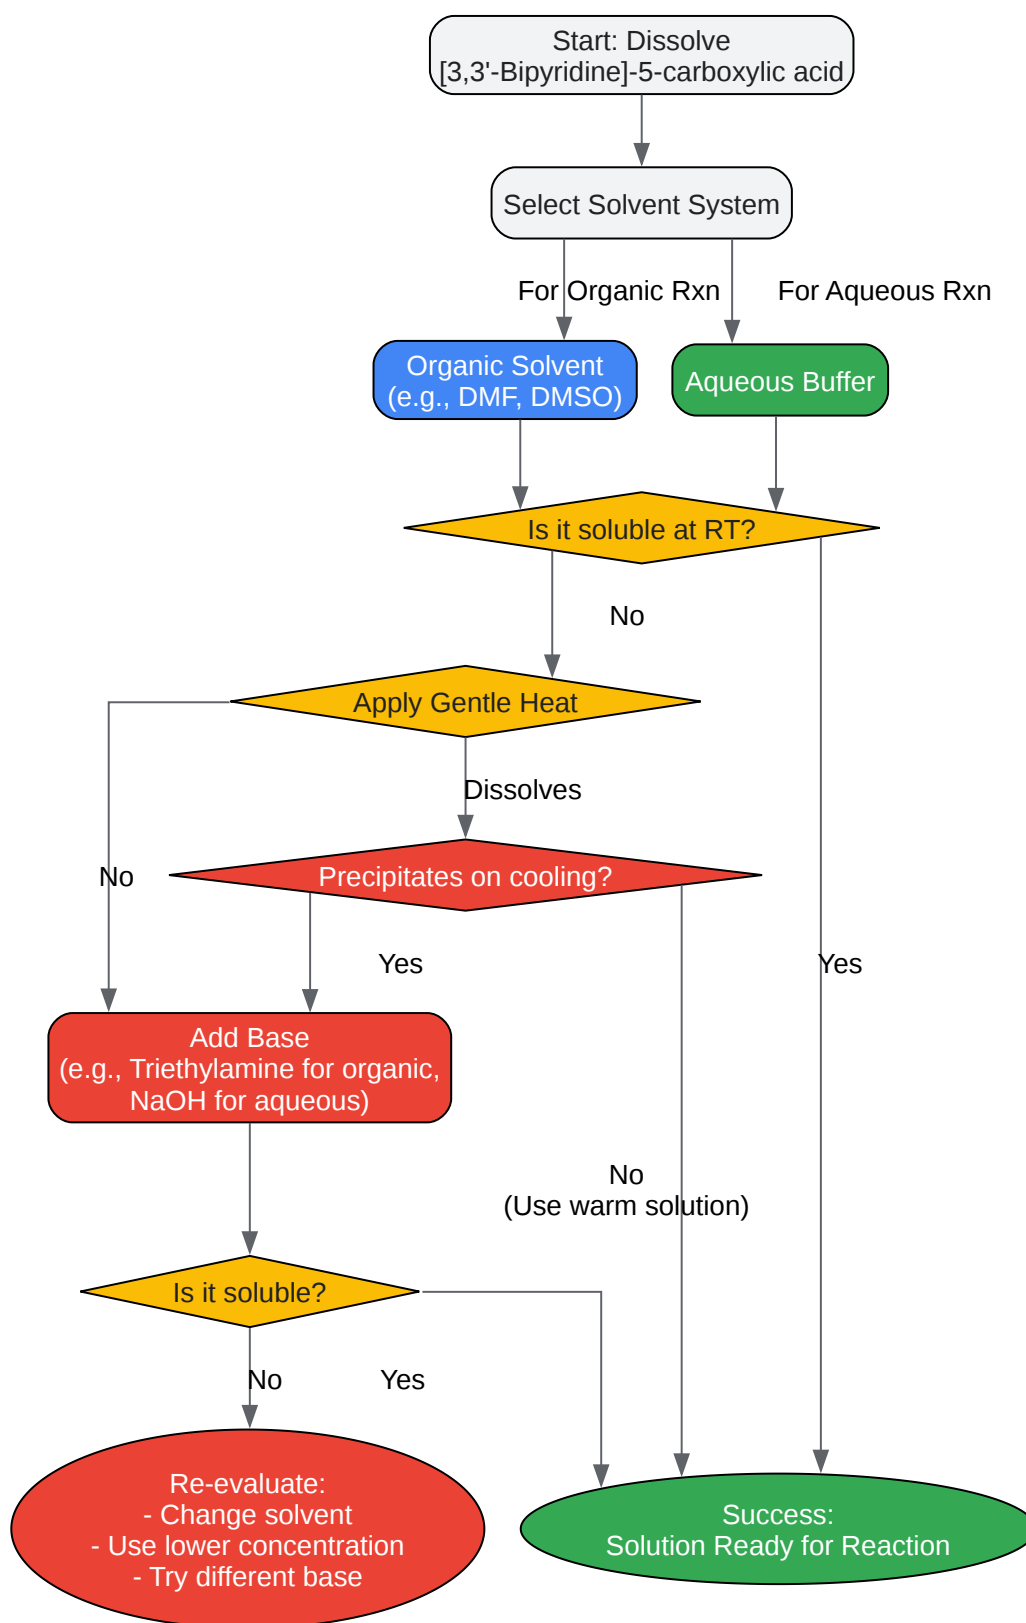 Start: Dissolve
[3,3'-Bipyridine]-5-carboxylic acid
Select Solvent System
For Organic Rxn
For Aqueous Rxn
Organic Solvent
(e.g., DMF, DMSO)
Aqueous Buffer
Is it soluble at RT?
No
Apply Gentle Heat
Dissolves
No
Precipitates on cooling?
Yes
Yes
Add Base
(e.g., Triethylamine for organic,
NaOH for aqueous)
No
(Use warm solution)
Is it soluble?
No
Yes
Re-evaluate:
- Change solvent
- Use lower concentration
- Try different base
Success:
Solution Ready for Reaction